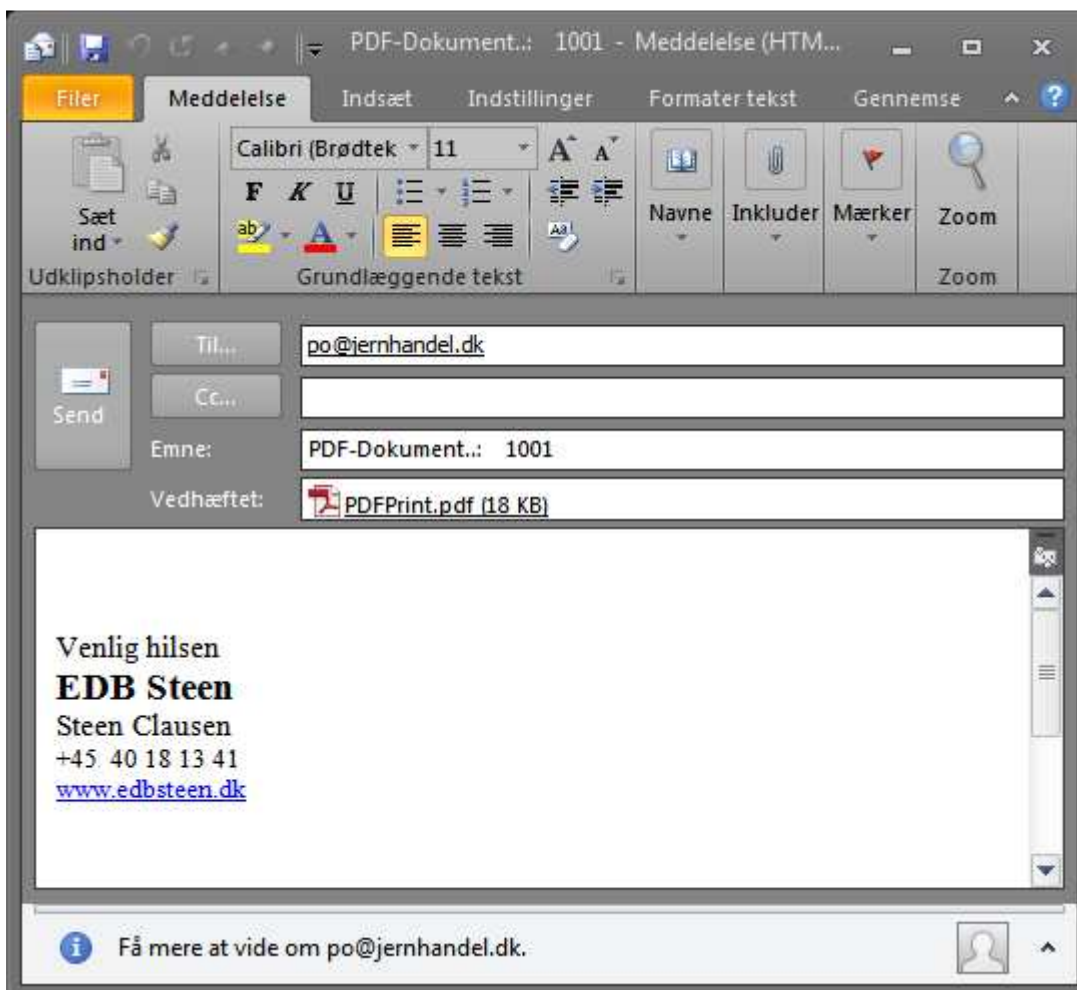 PDF-Dokument..: 1001 - Meddelelse (HTM...
Filer Meddelelse Indsæt Indstillinger Formater tekst Gennemse
Calibri (Brødtek 11 A A
F K U
Sæt ind
ab A Aa
Navne Inkluder Mærker Zoom
Udklipsholder Grundlæggende tekst Zoom
Til... po@jernhandel.dk
Cc...
Send
Emne: PDF-Dokument..: 1001
Vedhæftet: PDFPrint.pdf (18 KB)
Venlig hilsen
EDB Steen
Steen Clausen
+45 40 18 13 41
www.edbsteen.dk
Få mere at vide om po@jernhandel.dk.